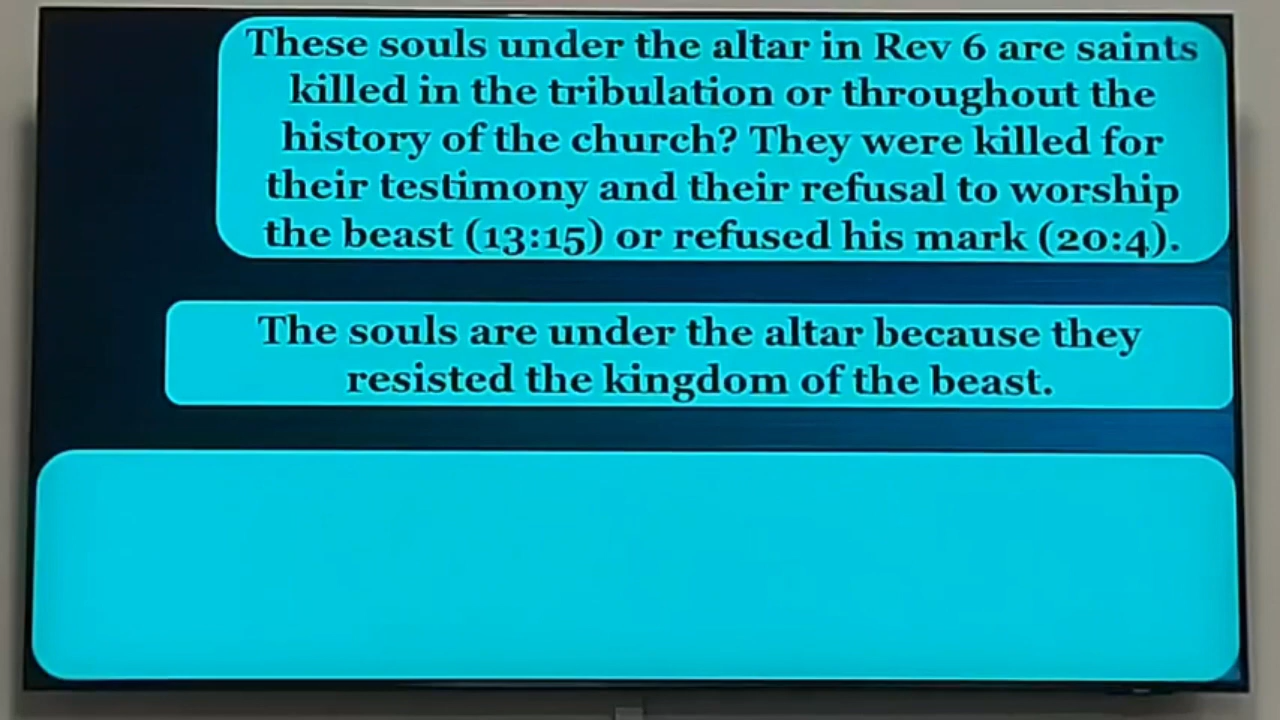 These souls under the altar in Rev 6 are saints
killed in the tribulation or throughout the
history of the church? They were killed for
their testimony and their refusal to worship
the beast (13:15) or refused his mark (20:4).
The souls are under the altar because they
resisted the kingdom of the beast.